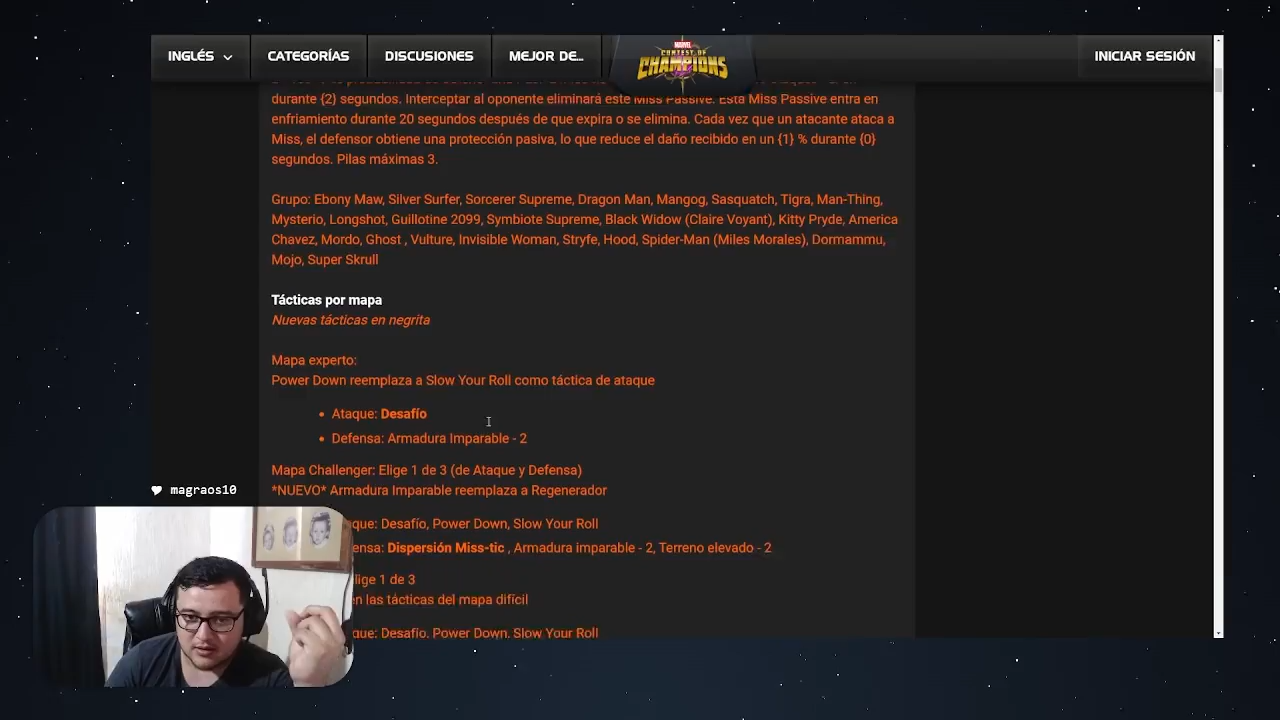 INGLÉS
CATEGORÍAS
DISCUSIONES
MEJOR DE...
MARVEL
CONTEST OF
CHAMPIONS
INICIAR SESIÓN
durante {2} segundos. Interceptar al oponente eliminará este Miss Passive. Esta Miss Passive entra en
enfriamiento durante 20 segundos después de que expira o se elimina. Cada vez que un atacante ataca a
Miss, el defensor obtiene una protección pasiva, lo que reduce el daño recibido en un {1} % durante {0}
segundos. Pilas máximas 3.
Grupo: Ebony Maw, Silver Surfer, Sorcerer Supreme, Dragon Man, Mangog, Sasquatch, Tigra, Man-Thing,
Mysterio, Longshot, Guillotine 2099, Symbiote Supreme, Black Widow (Claire Voyant), Kitty Pryde, America
Chavez, Mordo, Ghost , Vulture, Invisible Woman, Stryfe, Hood, Spider-Man (Miles Morales), Dormammu,
Mojo, Super Skrull
Tácticas por mapa
Nuevas tácticas en negrita
Mapa experto:
Power Down reemplaza a Slow Your Roll como táctica de ataque
• Ataque: Desafío
• Defensa: Armadura Imparable - 2
Mapa Challenger: Elige 1 de 3 (de Ataque y Defensa)
*NUEVO* Armadura Imparable reemplaza a Regenerador
magraos10
que: Desafío, Power Down, Slow Your Roll
ensa: Dispersión Miss-tic , Armadura imparable - 2, Terreno elevado - 2
lige 1 de 3
en las tácticas del mapa difícil
que: Desafío, Power Down, Slow Your Roll